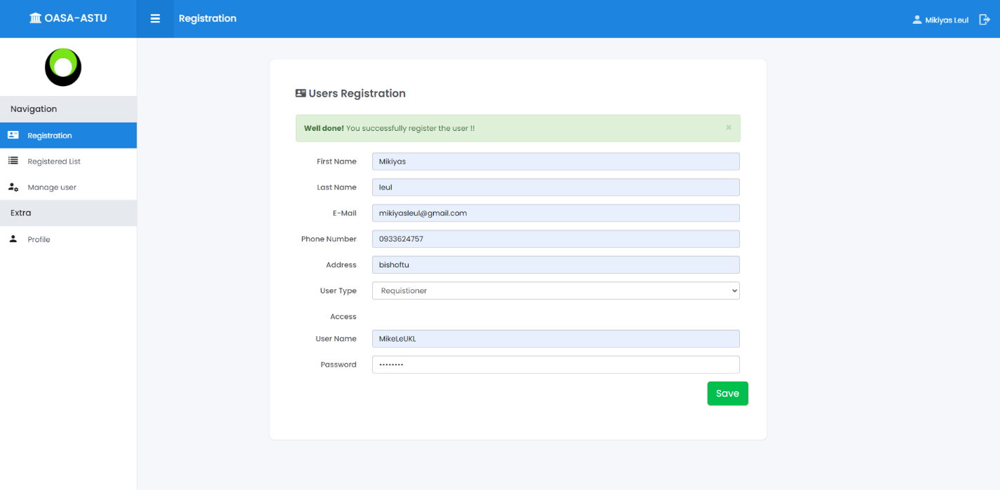 OASA-ASTU
Registration
Mikiyas Leul
Navigation
Registration
Registered List
Manage user
Extra
Profile
Users Registration
Well done! You successfully register the user !!
×
First Name Mikiyas
Last Name leul
E-Mail mikiyasleul@gmail.com
Phone Number 0933624757
Address bishoftu
User Type Requistioner
Access
User Name MikeLeUKL
Password ••••••••
Save